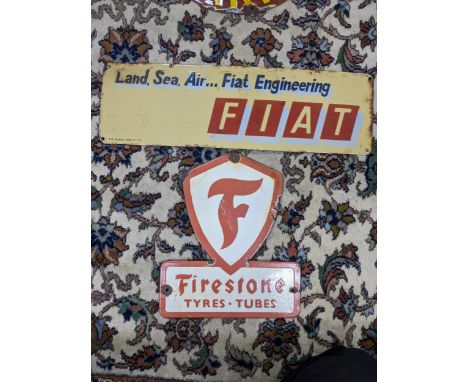 Land, Sea, Air... Fiat Engineering
FIAT
F
Firestone
TYRES • TUBES